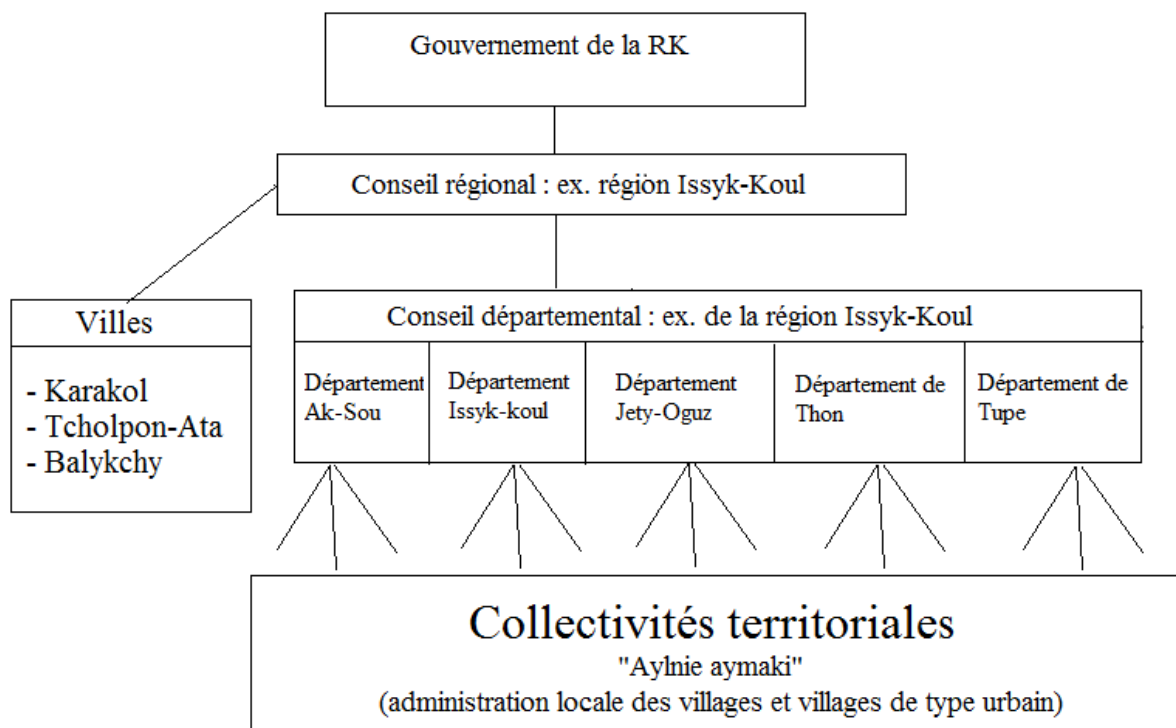 Gouvernement de la RK
Conseil régional : ex. région Issyk-Koul
Villes
- Karakol
- Tcholpon-Ata
- Balykchy
Conseil départemental : ex. de la région Issyk-Koul
Département
Ak-Sou
Département
Issyk-koul
Département
Jety-Oguz
Département de
Thon
Département de
Tupe
Collectivités territoriales
"Aylnie aymaki"
(administration locale des villages et villages de type urbain)